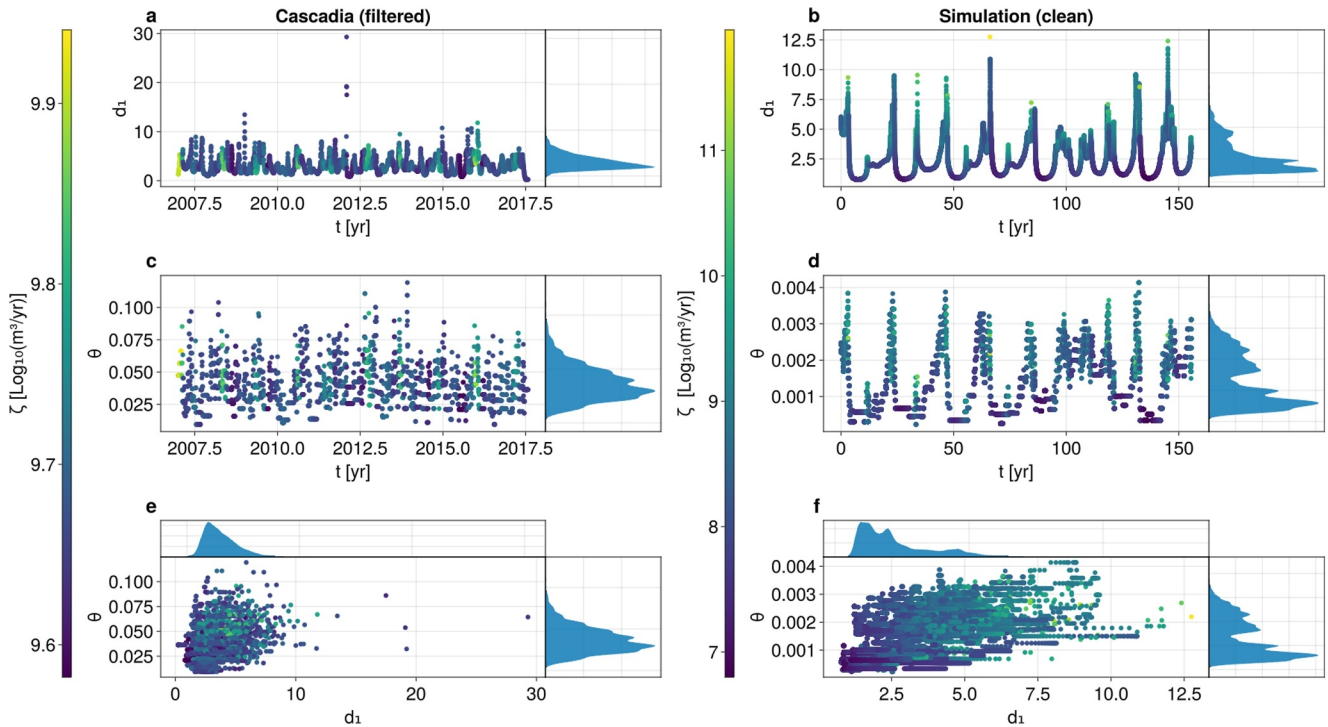 a Cascadia (filtered)
b Simulation (clean)
30
20
10
0
d₁
2007.5 2010.0 2012.5 2015.0 2017.5
t [yr]
12.5
10.0
7.5
5.0
2.5
d₁
0 50 100 150
t [yr]
9.9
9.8
9.7
9.6
ζ [Log₁₀(m³/yr)]
11
10
9
8
7
ζ [Log₁₀(m³/yr)]
c
0.100
0.075
0.050
0.025
θ
2007.5 2010.0 2012.5 2015.0 2017.5
t [yr]
d
0.004
0.003
0.002
0.001
θ
0 50 100 150
t [yr]
e
0.100
0.075
0.050
0.025
θ
0 10 20 30
d₁
f
0.004
0.003
0.002
0.001
θ
2.5 5.0 7.5 10.0 12.5
d₁